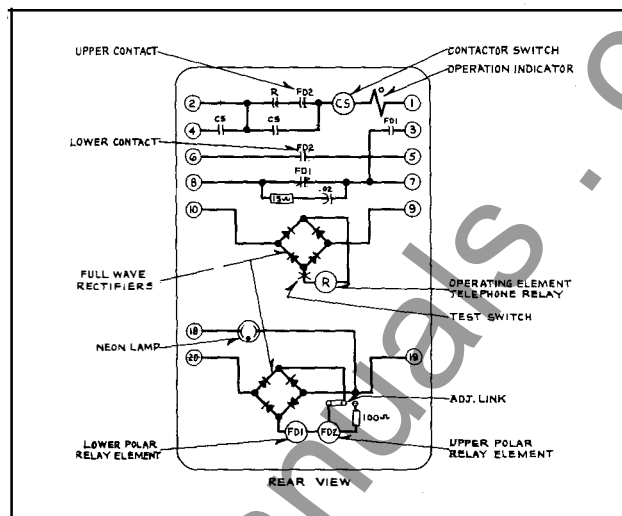 UPPER CONTACT
CONTACTOR SWITCH
OPERATION INDICATOR
R
FD2
2
CS
1
4
CS
CS
FD1
3
LOWER CONTACT
6
FD2
5
FD1
8
7
15Ω
.02
10
9
FULL WAVE
RECTIFIERS
R
OPERATING ELEMENT
TELEPHONE RELAY
TEST SWITCH
18
NEON LAMP
20
19
ADJ. LINK
100Ω
FD1
FD2
LOWER POLAR
RELAY ELEMENT
UPPER POLAR
RELAY ELEMENT
REAR VIEW
nuals.o